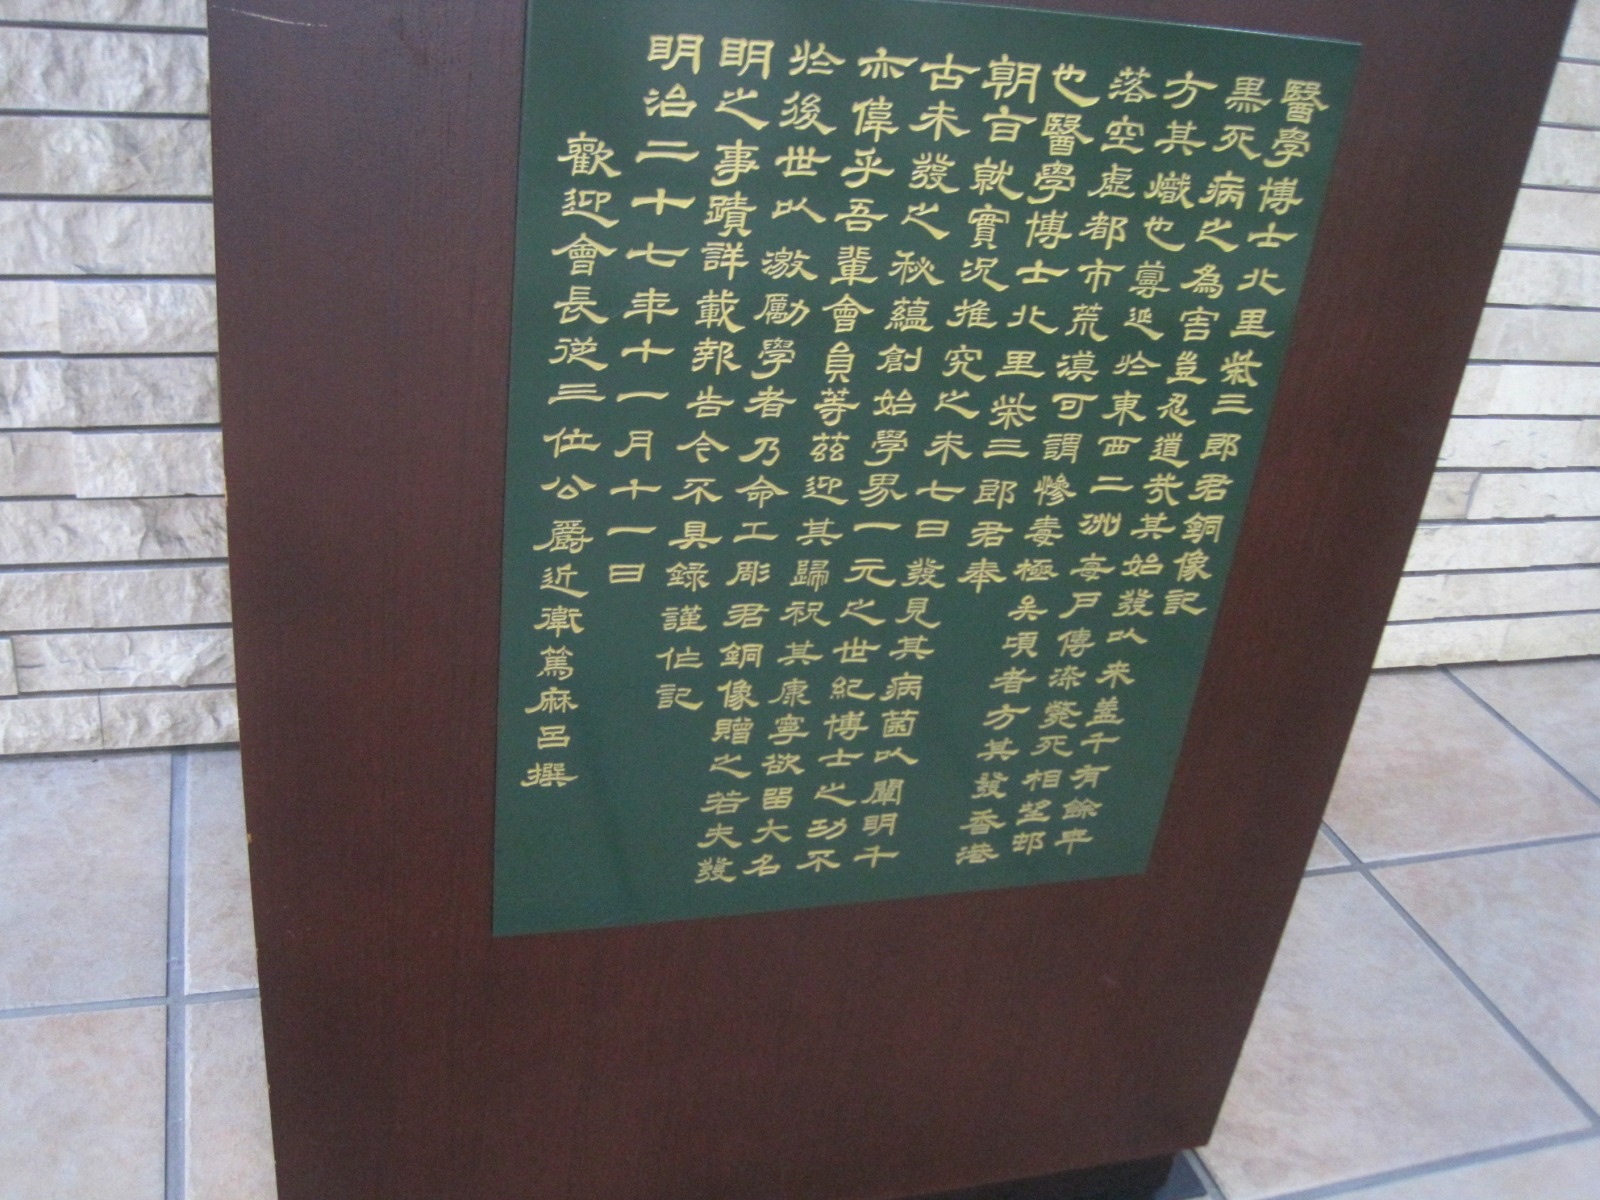 醫學博士北里柴三郎君銅像記
黒死病之為害豈忍道哉其始發以来蓋千有餘年
方其熾也蔓延於東西二洲毎戸傳染斃死相望邨
落空虚都市荒漠可謂惨毒極矣頃者方其發香港
也醫學博士北里柴三郎君奉
朝旨就實況推究之未七日發見其病菌以闡明千
古未發之秘蘊創始學界一元之世紀博士之功不
亦偉乎吾輩會員等茲迎其歸祝其康寧欲留大名
於後世以激勵學者乃命工彫君銅像贈之若夫發
明之事蹟詳載報告今不具録謹作記
明治二十七年十一月十一日
歡迎會長従三位公爵近衛篤麻呂撰